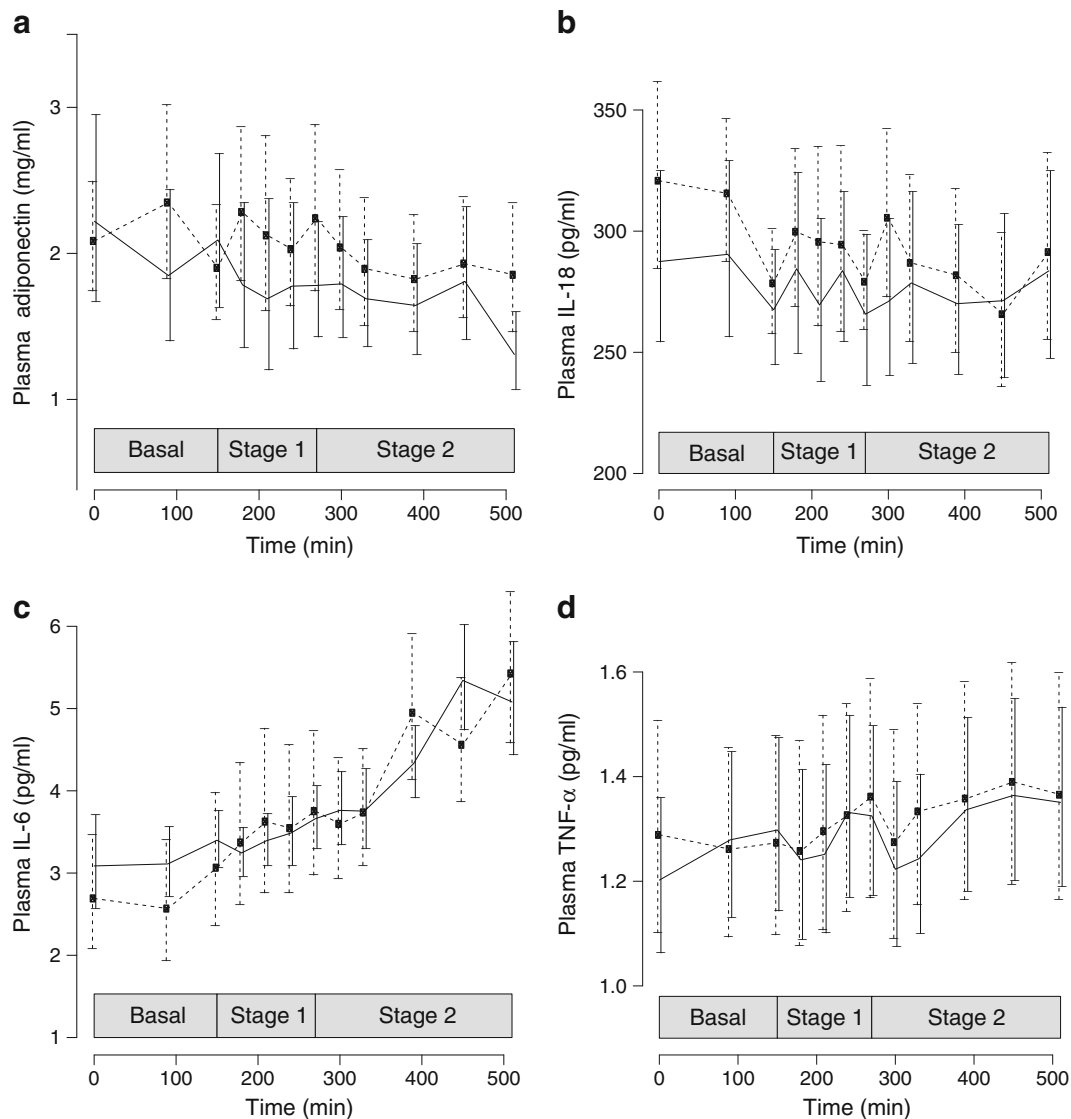 a
Plasma adiponectin (mg/ml)
3
2
1
Basal Stage 1 Stage 2
0 100 200 300 400 500
Time (min)
b
Plasma IL-18 (pg/ml)
350
300
250
200
Basal Stage 1 Stage 2
0 100 200 300 400 500
Time (min)
c
Plasma IL-6 (pg/ml)
6
5
4
3
2
1
Basal Stage 1 Stage 2
0 100 200 300 400 500
Time (min)
d
Plasma TNF-α (pg/ml)
1.6
1.4
1.2
1.0
Basal Stage 1 Stage 2
0 100 200 300 400 500
Time (min)